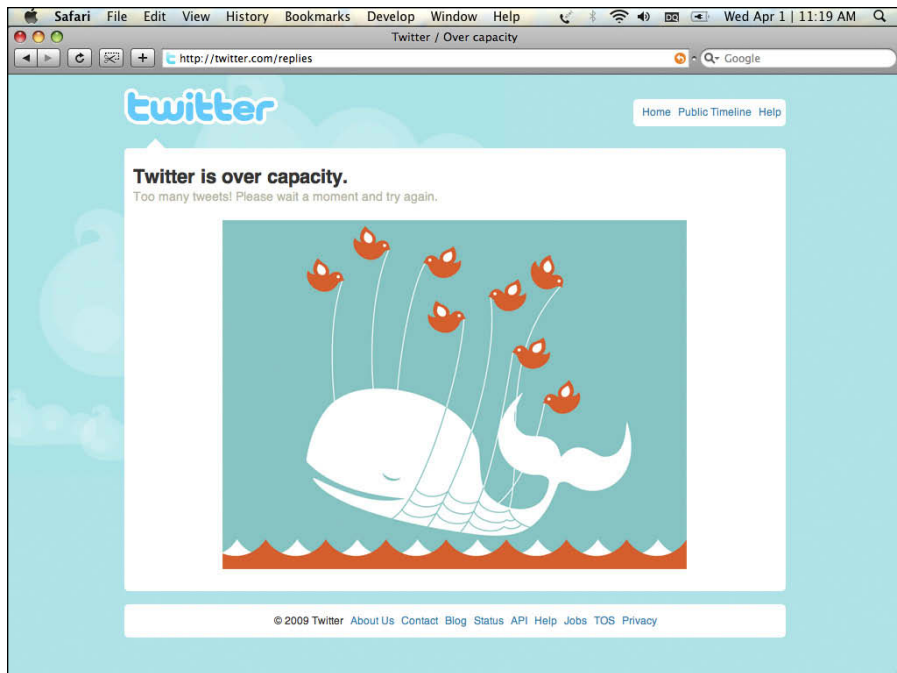 Safari File Edit View History Bookmarks Develop Window Help Wed Apr 1 | 11:19 AM
Twitter / Over capacity
http://twitter.com/replies Google
twitter
Home Public Timeline Help
Twitter is over capacity.
Too many tweets! Please wait a moment and try again.
© 2009 Twitter About Us Contact Blog Status API Help Jobs TOS Privacy